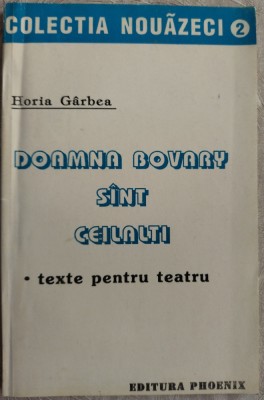 COLECTIA NOUĂZECI 2
Horia Gârbea
DOAMNA BOVARY
SÎNT
CEILALTI
• texte pentru teatru
EDITURA PHOENIX